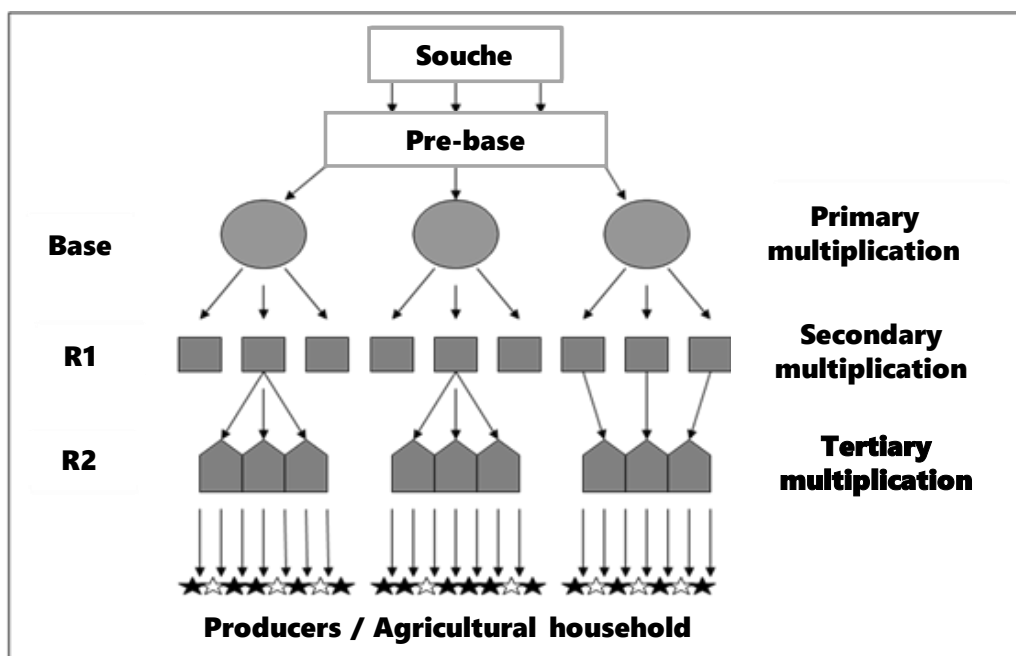 Souche
Pre-base
Base
Primary
multiplication
R1
Secondary
multiplication
R2
Tertiary
multiplication
Producers / Agricultural household